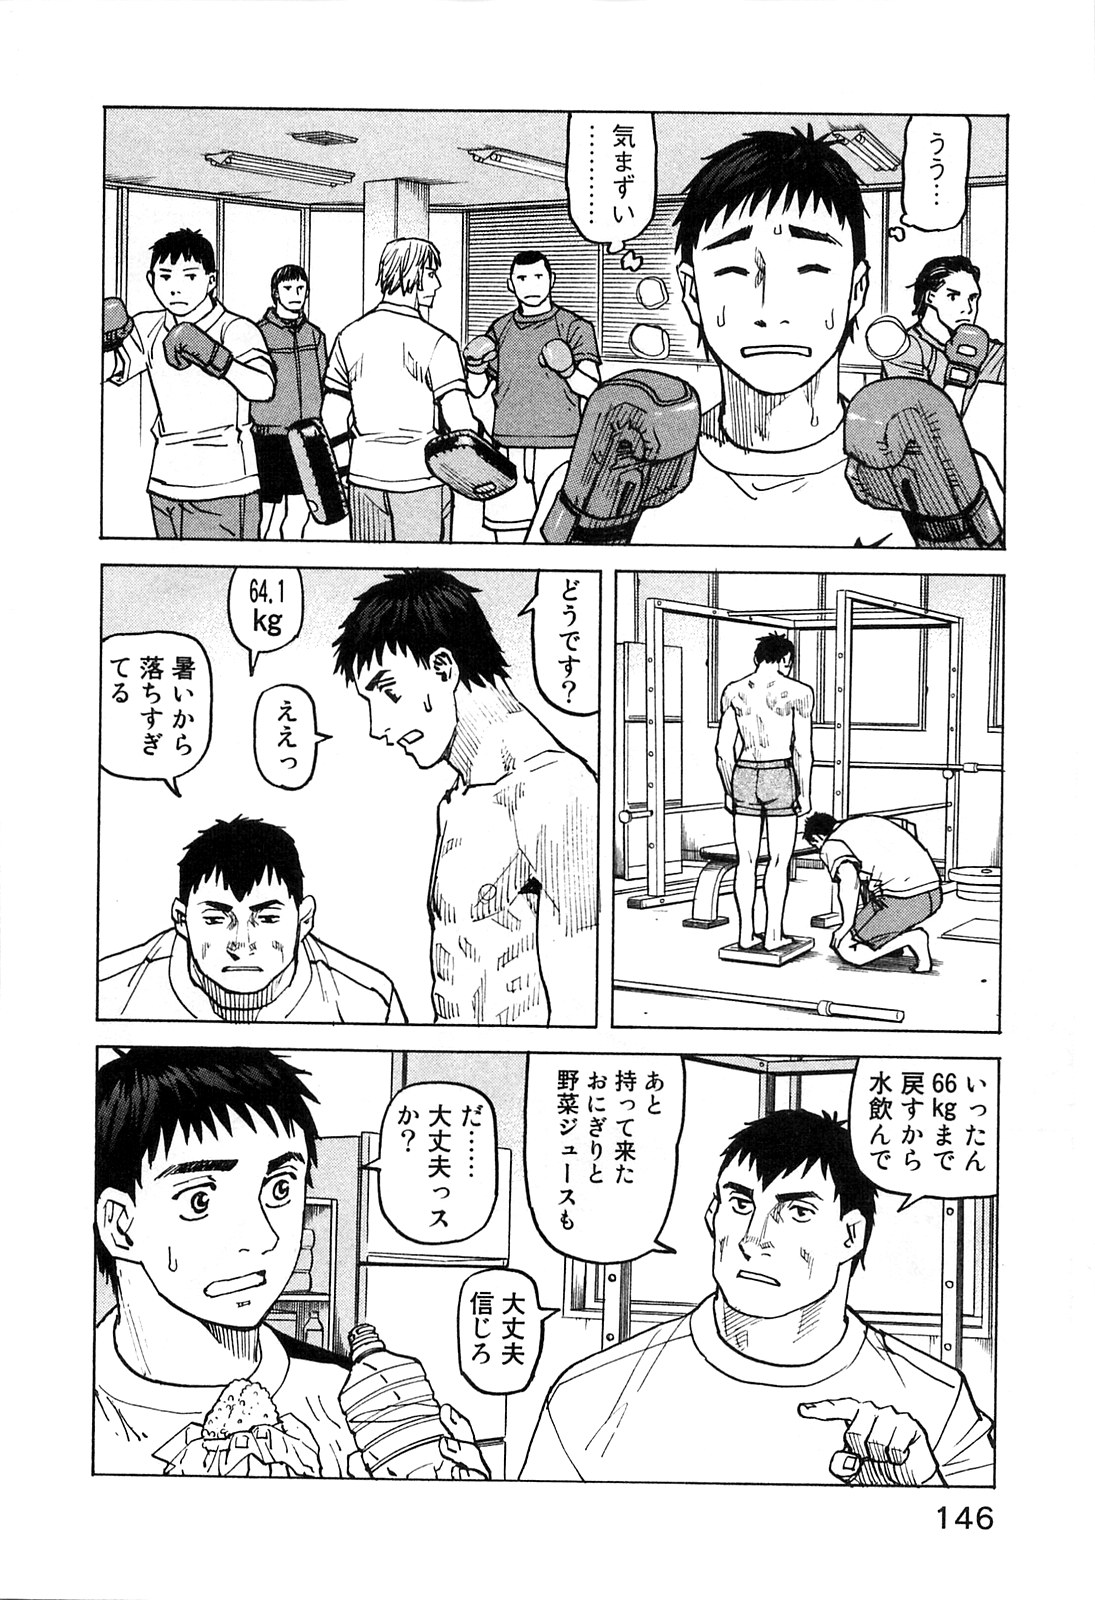 うう…
気まずい
…………
どうです？
64.1
kg
ええっ
暑いから
落ちすぎ
てる
いったん
66kgまで
戻すから
水飲んで
あと
持って来た
おにぎりと
野菜ジュースも
だ……
大丈夫っス
か？
大丈夫
信じろ
146